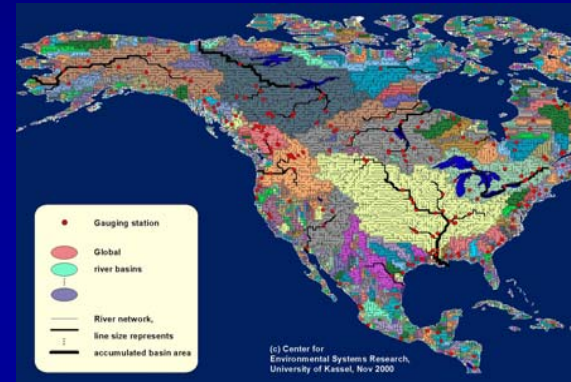 Gauging station
Global
river basins
River network,
line size represents
accumulated basin area
(c) Center for
Environmental Systems Research,
University of Kassel, Nov 2000